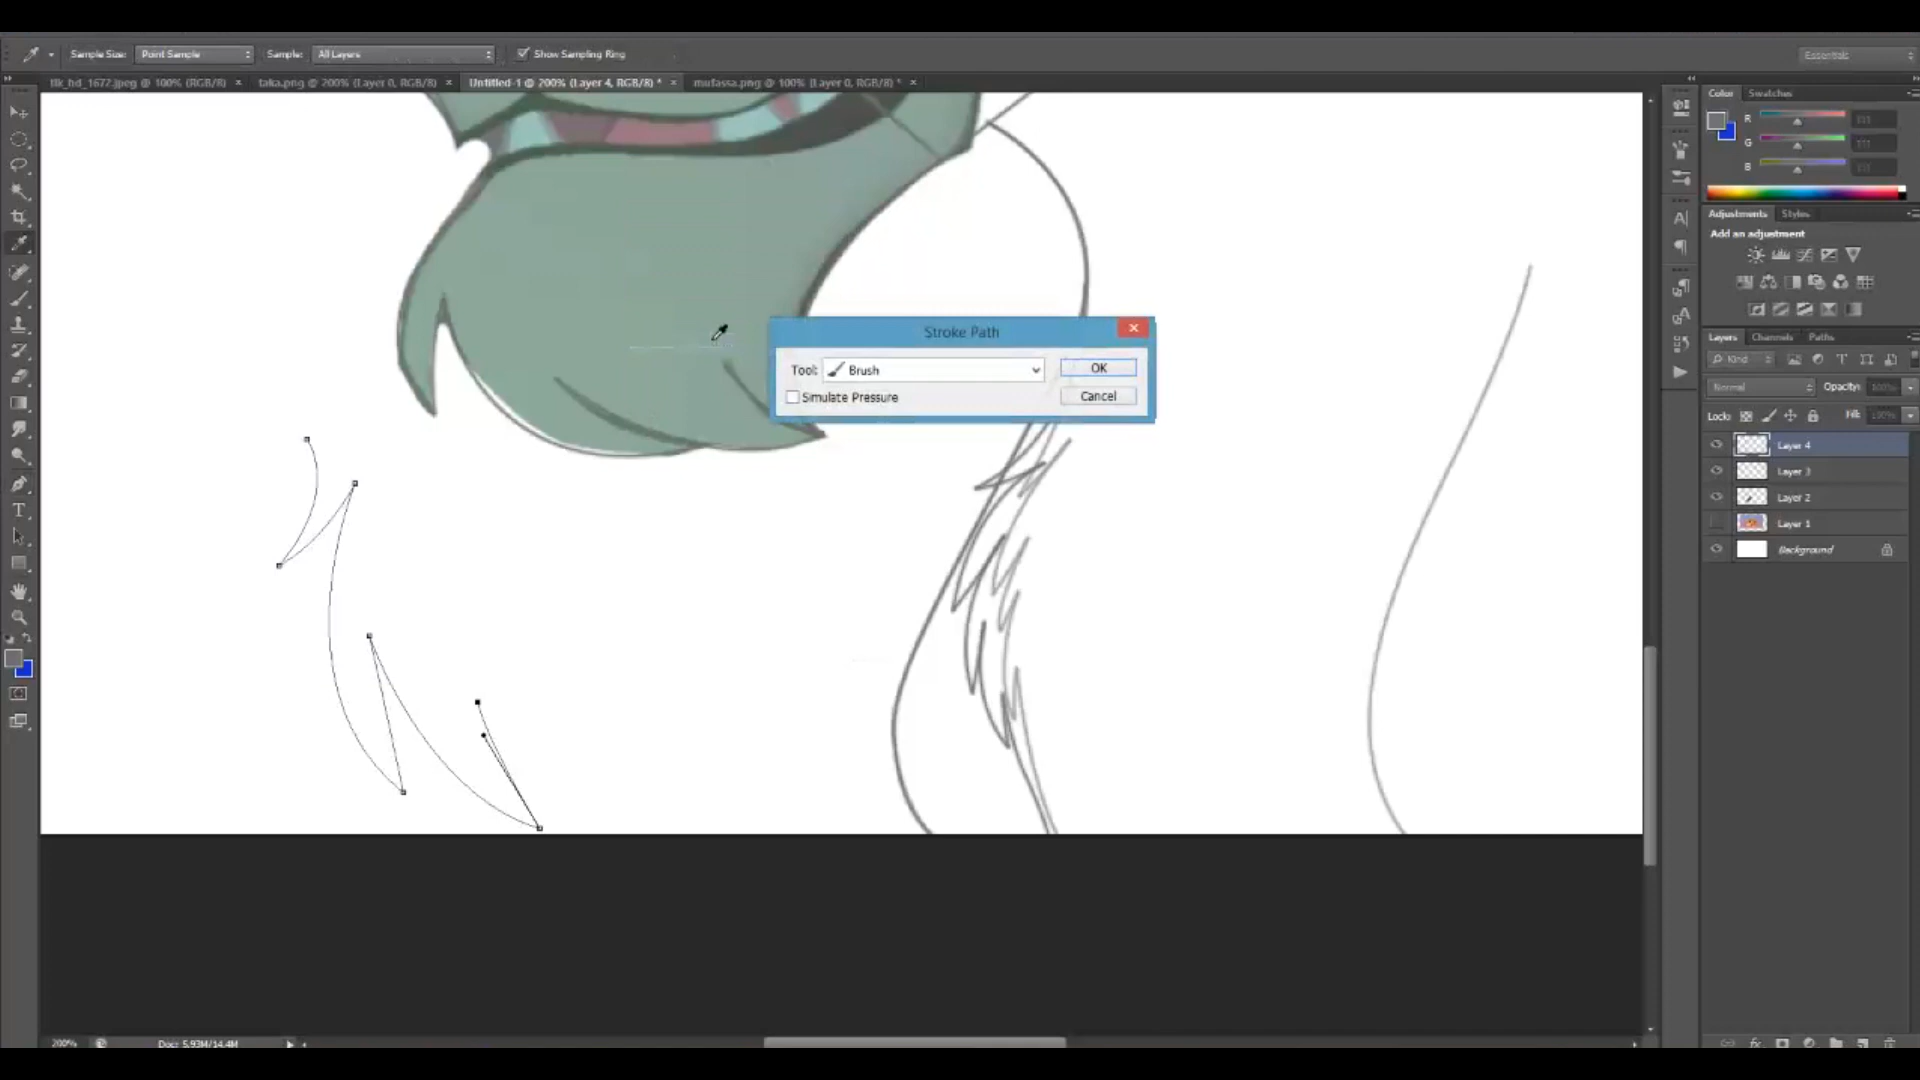 Sample Size: Point Sample Sample: All Layers Show Sampling Ring Essentials
tlk_hd_1672.jpeg @ 100% (RGB/8) × taka.png @ 200% (Layer 0, RGB/8) × Untitled-1 @ 200% (Layer 4, RGB/8) * × mufassa.png @ 100% (Layer 0, RGB/8) * ×
Color Swatches
R
G
B
Adjustments Styles
Add an adjustment
Stroke Path
Tool: Brush OK
Simulate Pressure Cancel
Layers Channels Paths
Kind
Normal Opacity: 100%
Lock: Fill: 100%
Layer 4
Layer 3
Layer 2
Layer 1
Background
200% Doc: 5.93M/14.4M